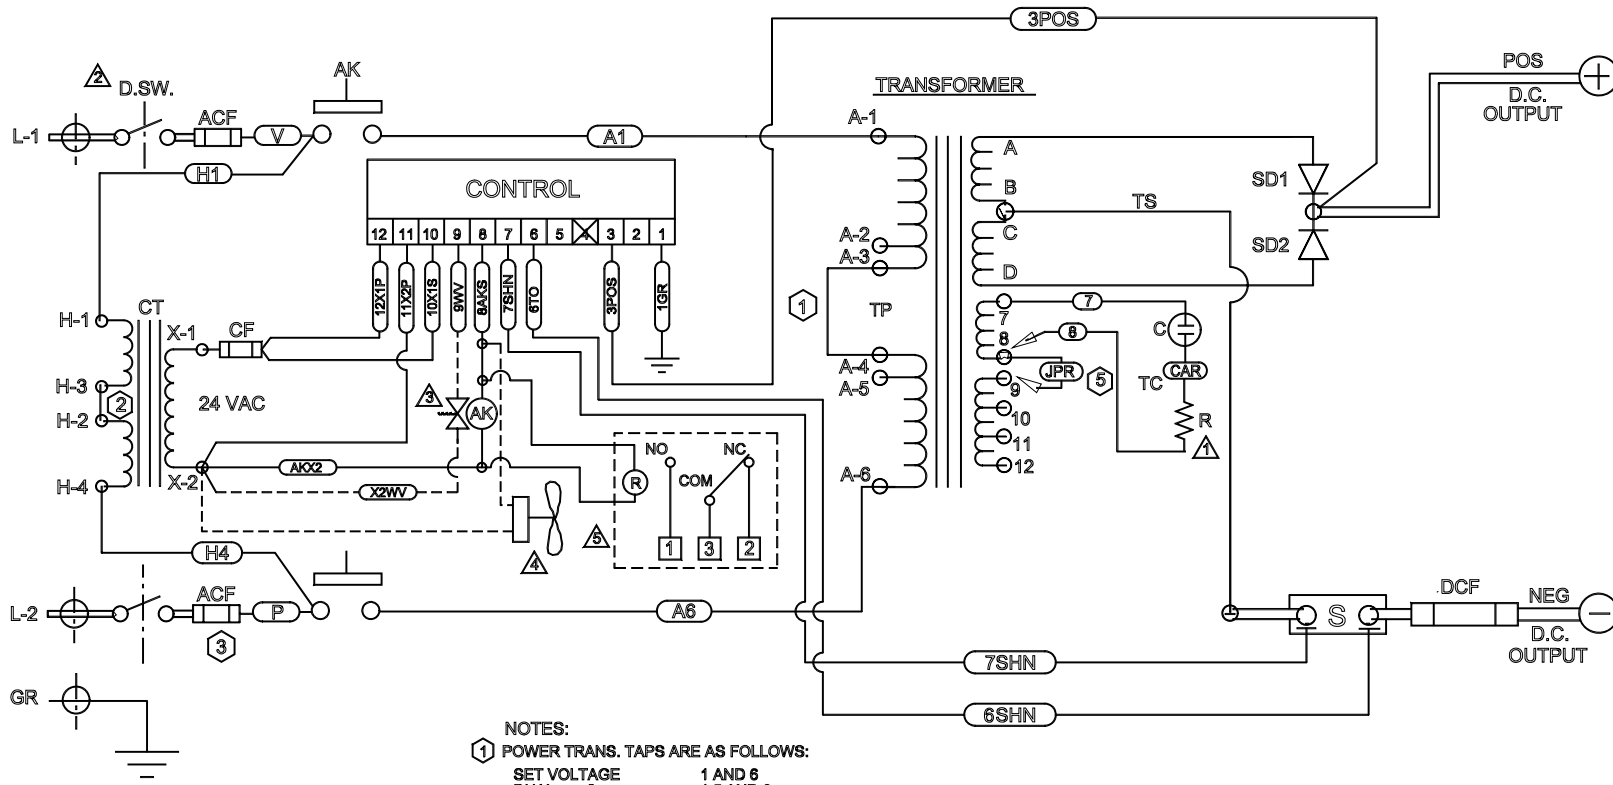 3POS
TRANSFORMER
POS
D.C.
OUTPUT
AK
2
D.SW.
ACF
L-1
V
A1
A-1
H1
CONTROL
12 11 10 9 8 7 6 5 4 3 2 1
12X1P
11X2P
10X1S
9WV
8AKS
7SHN
6TO
3POS
1GR
A
B
C
D
TS
SD1
SD2
A-2
A-3
1
TP
A-4
A-5
A-6
7
8
9
10
11
12
7
8
JPR
5
C
CAR
TC
R
1
CT
H-1
H-3
2
H-2
H-4
X-1
CF
24 VAC
X-2
3
AK
AKX2
X2WV
NO
NC
COM
R
1
3
2
5
4
H4
ACF
L-2
P
3
A6
S
DCF
NEG
D.C.
OUTPUT
7SHN
6SHN
GR
NOTES:
1 POWER TRANS. TAPS ARE AS FOLLOWS:
SET VOLTAGE 1 AND 6